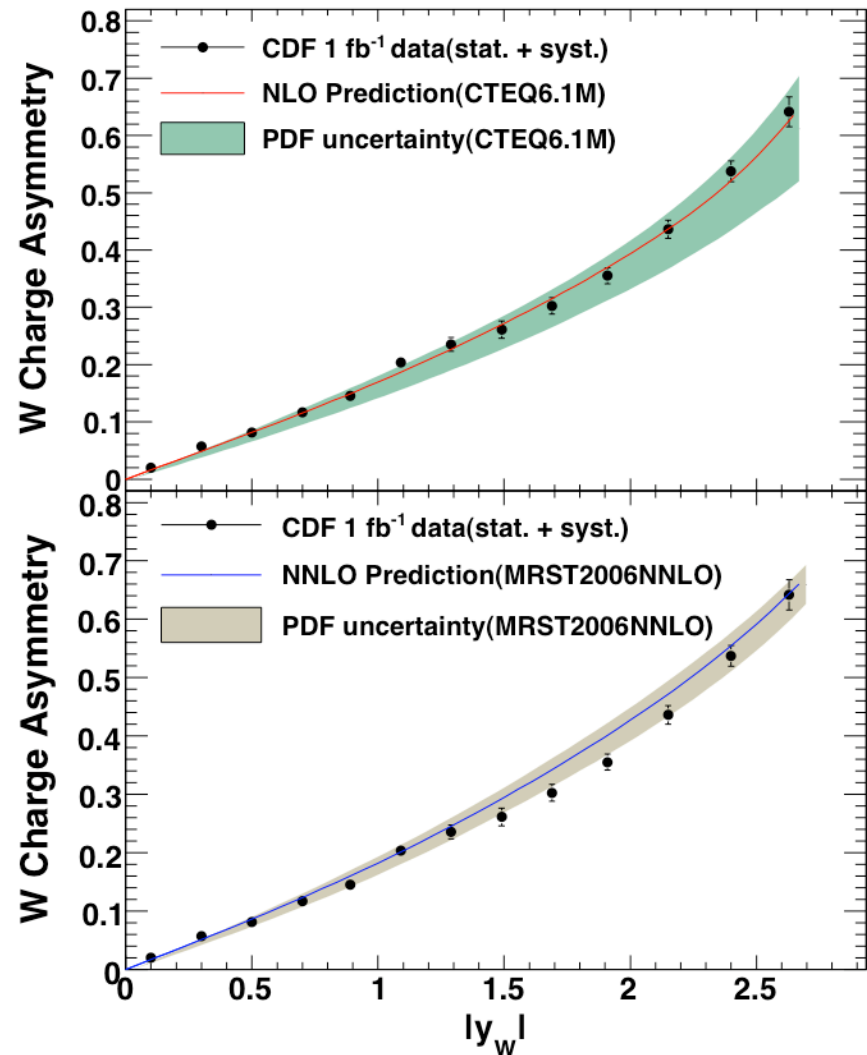 W Charge Asymmetry
0.8
0.7
0.6
0.5
0.4
0.3
0.2
0.1
0
CDF 1 fb⁻¹ data(stat. + syst.)
NLO Prediction(CTEQ6.1M)
PDF uncertainty(CTEQ6.1M)
W Charge Asymmetry
0.8
0.7
0.6
0.5
0.4
0.3
0.2
0.1
0
CDF 1 fb⁻¹ data(stat. + syst.)
NNLO Prediction(MRST2006NNLO)
PDF uncertainty(MRST2006NNLO)
0 0.5 1 1.5 2 2.5
|y_W|